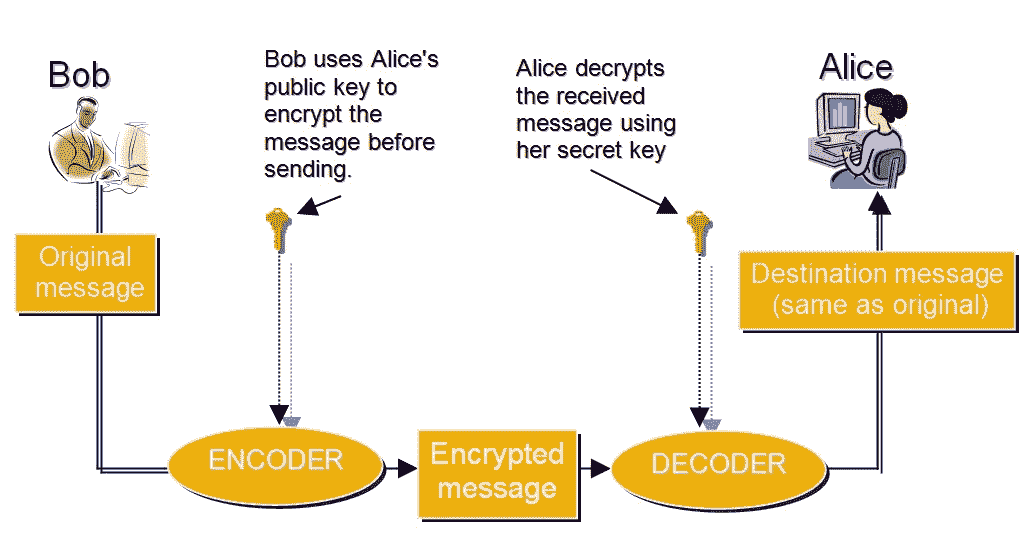 Bob
Bob uses Alice's
public key to
encrypt the
message before
sending.
Alice decrypts
the received
message using
her secret key
Alice
Original
message
Destination message
(same as original)
ENCODER
Encrypted
message
DECODER